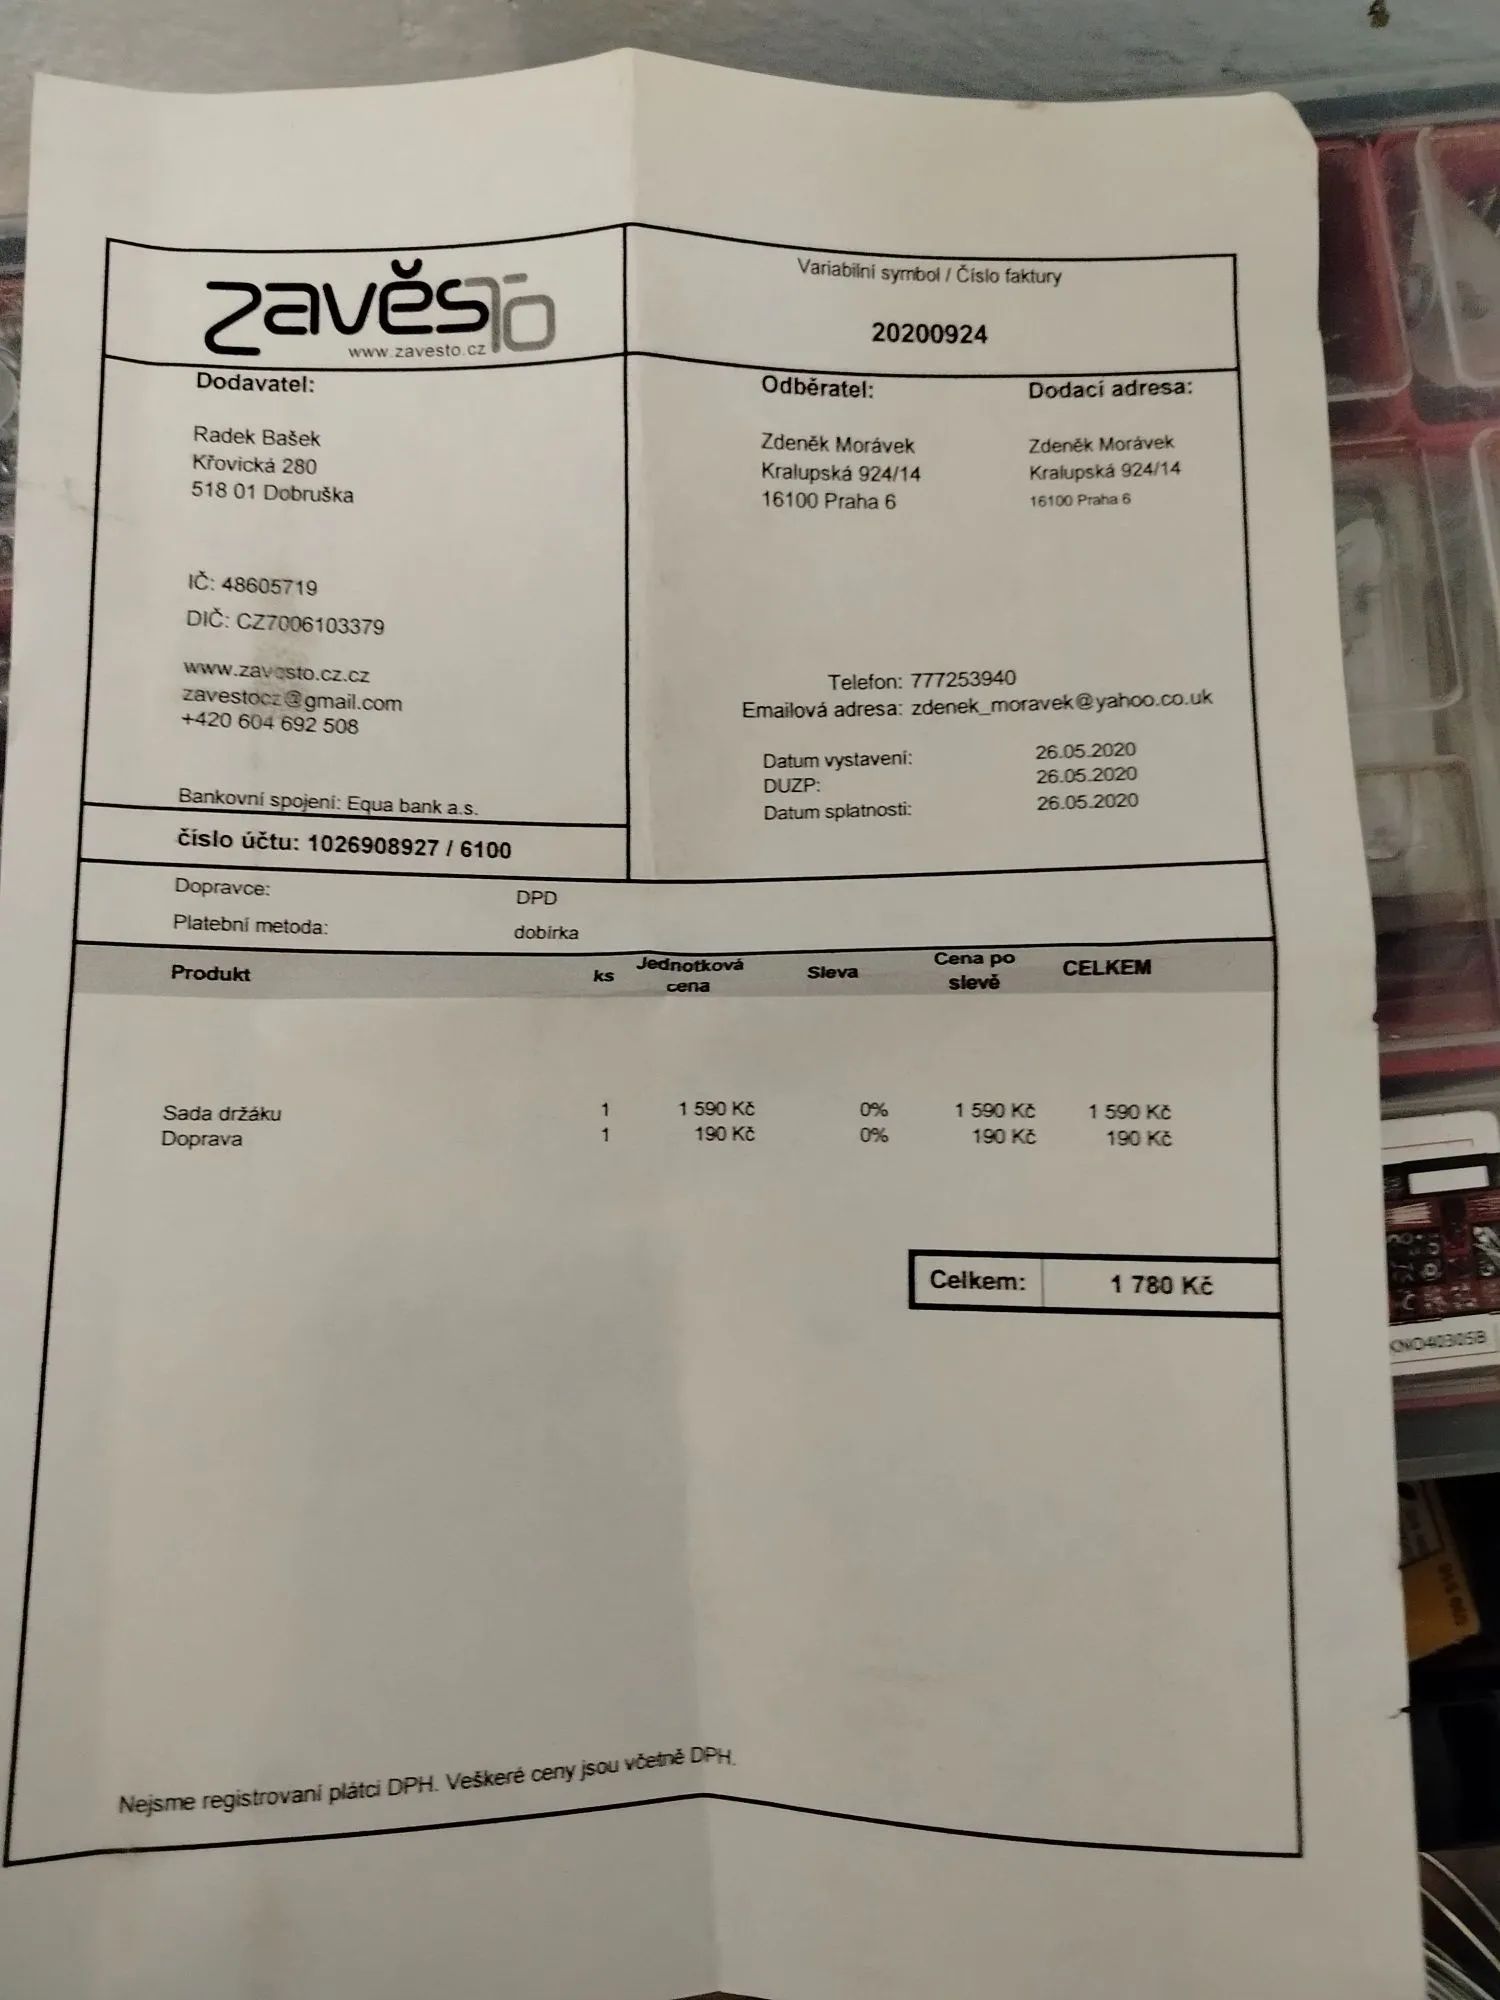 zavěsto
www.zavesto.cz
Variabilní symbol / Číslo faktury
20200924
Dodavatel:
Radek Bašek
Křovická 280
518 01 Dobruška
IČ: 48605719
DIČ: CZ7006103379
www.zavesto.cz.cz
zavestocz@gmail.com
+420 604 692 508
Bankovní spojení: Equa bank a.s.
číslo účtu: 1026908927 / 6100
Odběratel:
Zdeněk Morávek
Kralupská 924/14
16100 Praha 6
Dodací adresa:
Zdeněk Morávek
Kralupská 924/14
16100 Praha 6
Telefon: 777253940
Emailová adresa: zdenek_moravek@yahoo.co.uk
Datum vystavení: 26.05.2020
DUZP: 26.05.2020
Datum splatnosti: 26.05.2020
Dopravce: DPD
Platební metoda: dobírka
Produkt ks Jednotková cena Sleva Cena po slevě CELKEM
Sada držáku 1 1 590 Kč 0% 1 590 Kč 1 590 Kč
Doprava 1 190 Kč 0% 190 Kč 190 Kč
Celkem: 1 780 Kč
Nejsme registrovaní plátci DPH. Veškeré ceny jsou včetně DPH.